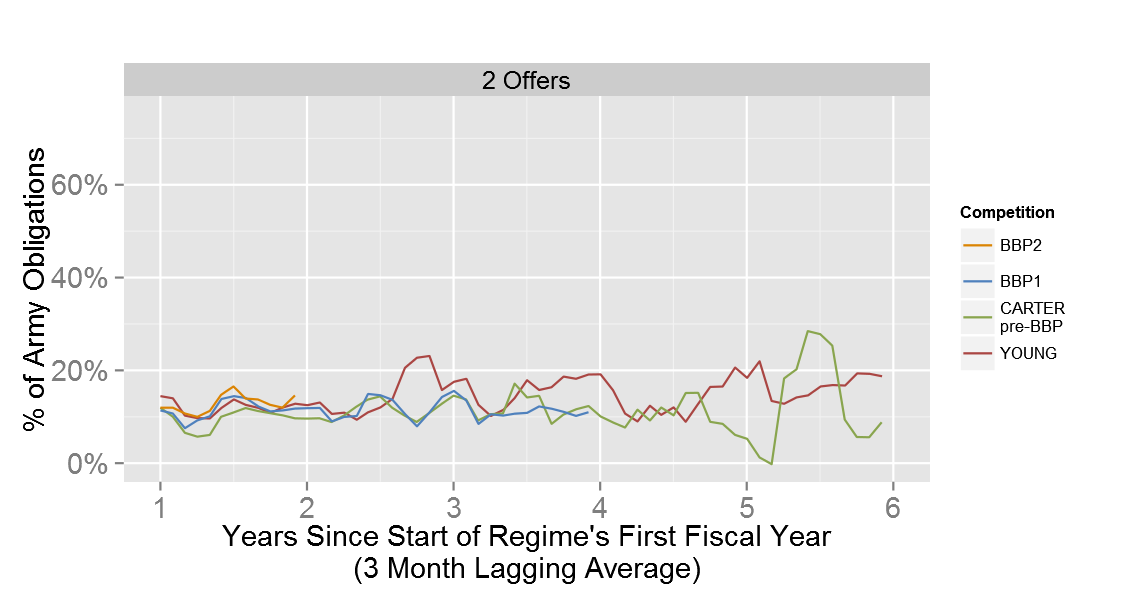 2 Offers
% of Army Obligations
60%
40%
20%
0%
1 2 3 4 5 6
Years Since Start of Regime's First Fiscal Year
(3 Month Lagging Average)
Competition
BBP2
BBP1
CARTER
pre-BBP
YOUNG